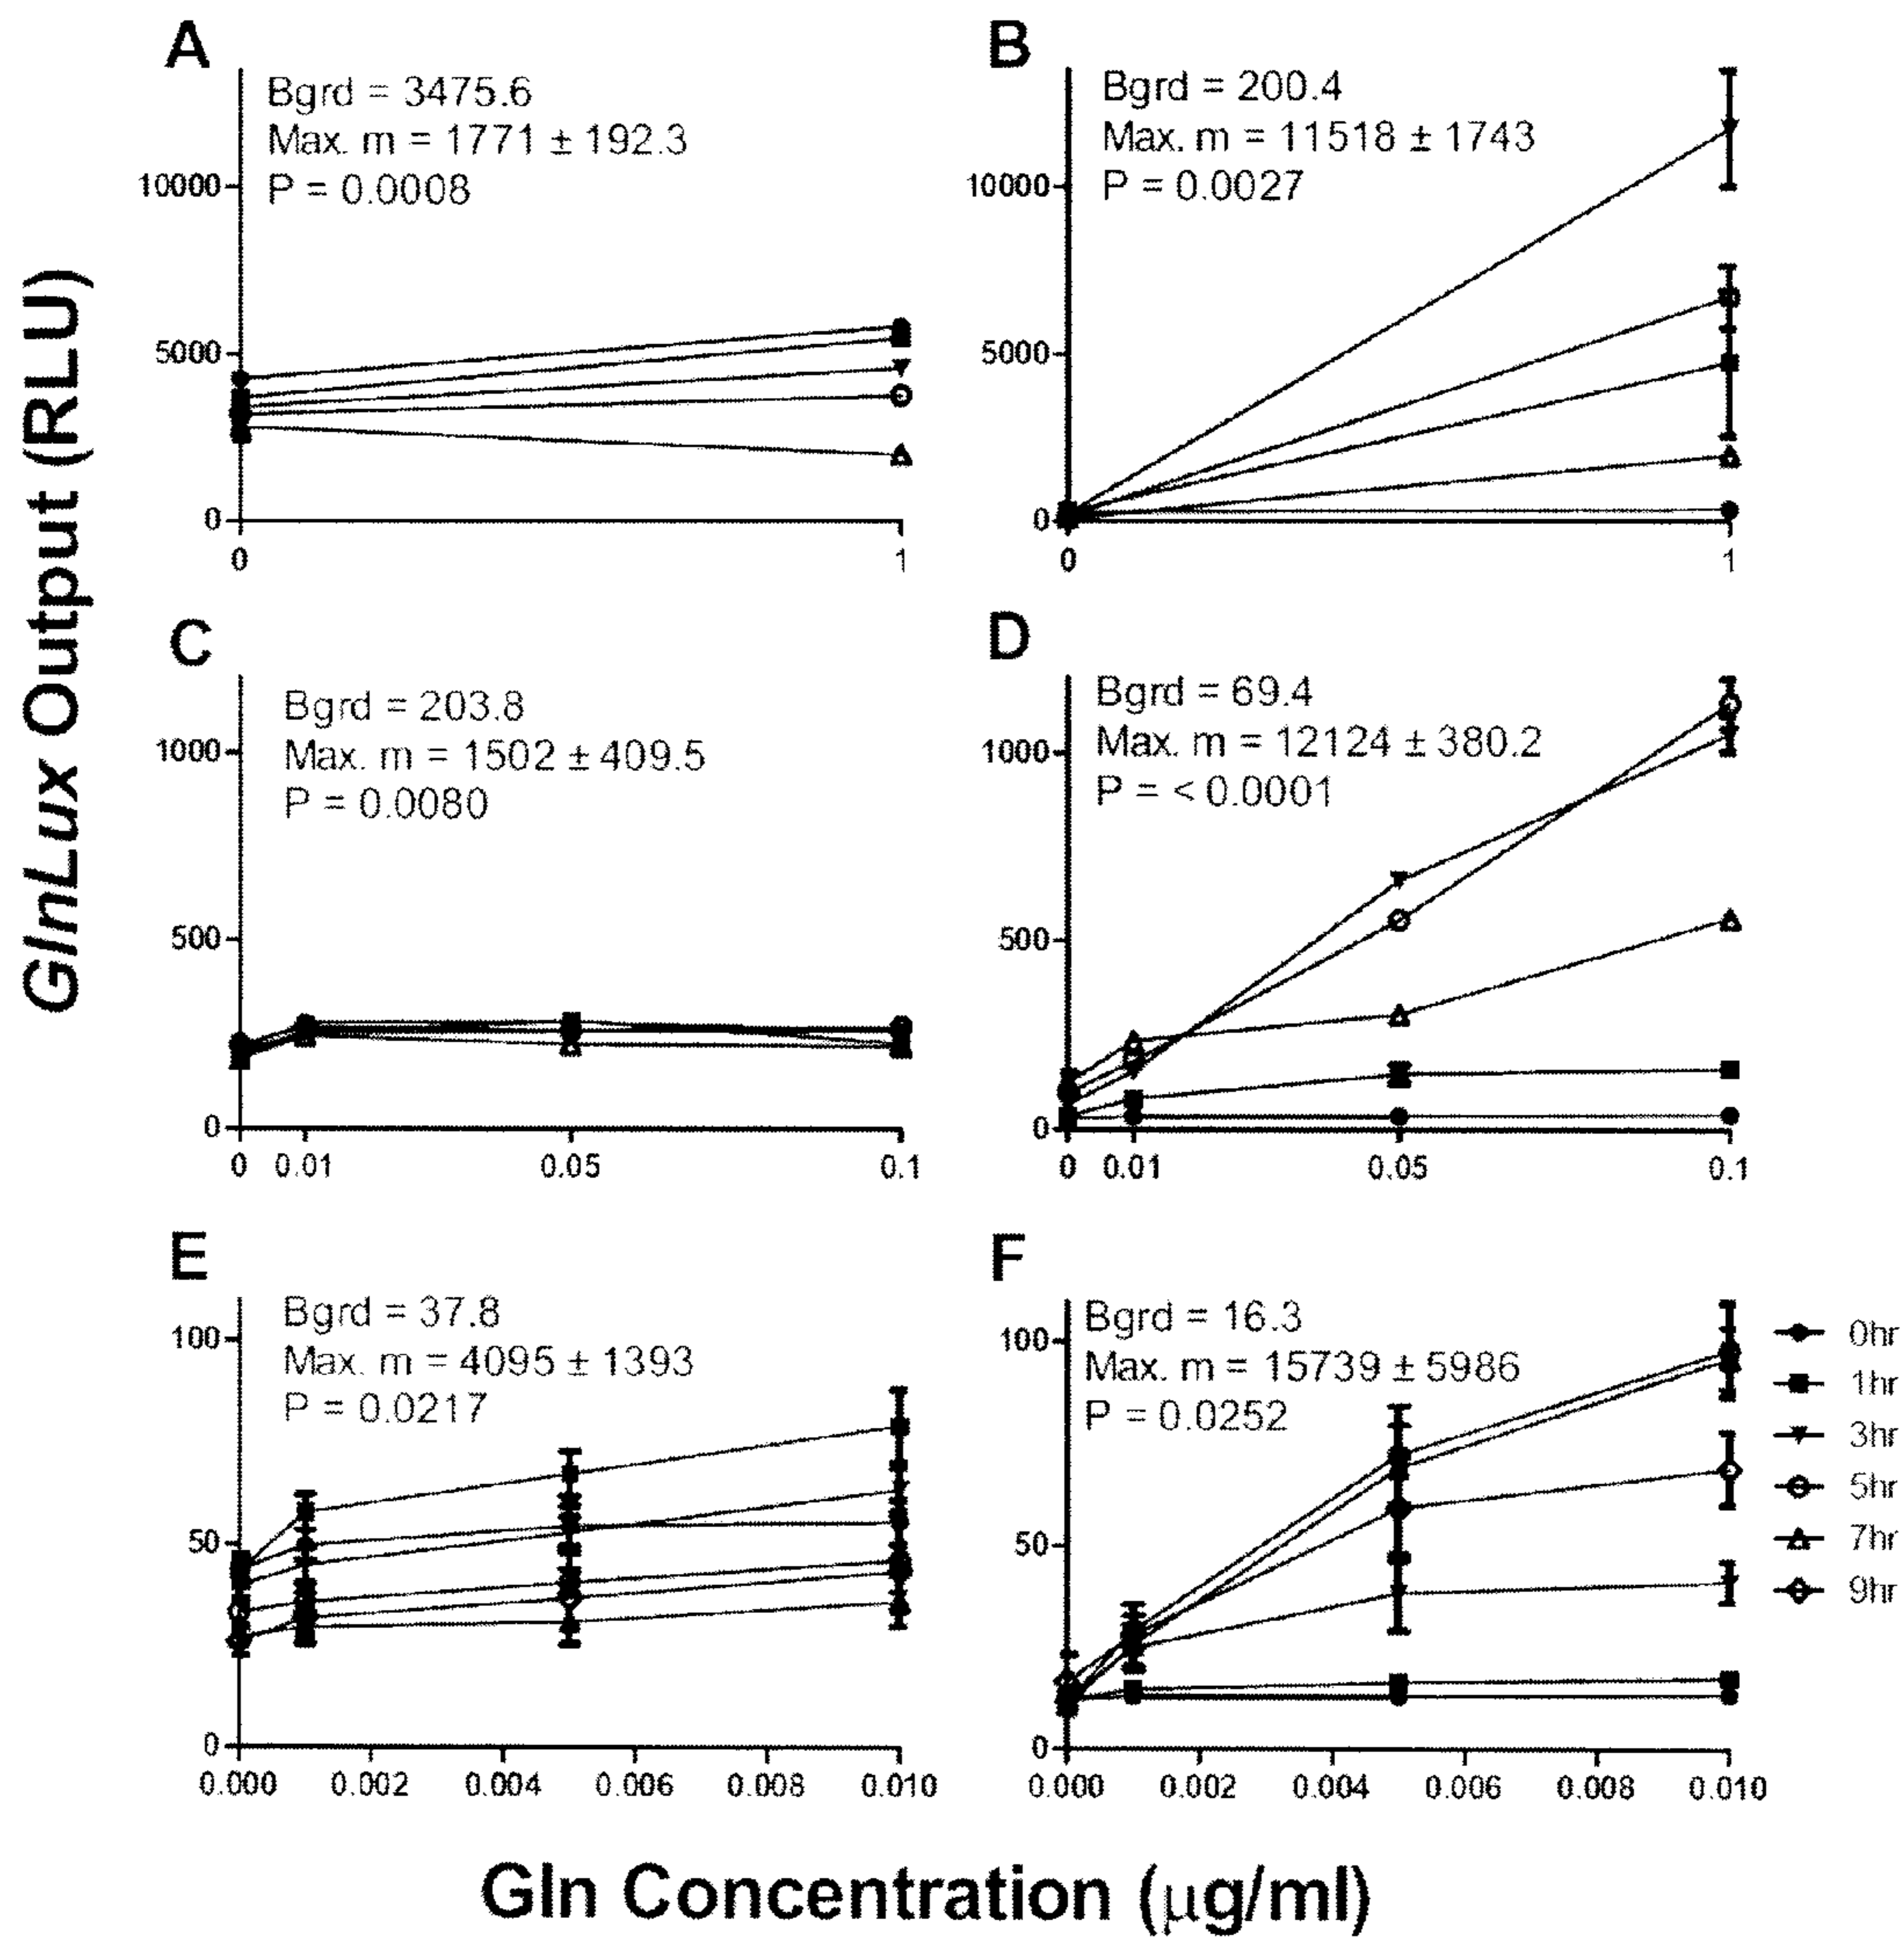 GlnLux Output (RLU)
A
Bgrd = 3475.6
Max. m = 1771 ± 192.3
P = 0.0008
10000
5000
0
0
1
B
Bgrd = 200.4
Max. m = 11518 ± 1743
P = 0.0027
10000
5000
0
0
1
C
Bgrd = 203.8
Max. m = 1502 ± 409.5
P = 0.0080
1000
500
0
0 0.01 0.05 0.1
D
Bgrd = 69.4
Max. m = 12124 ± 380.2
P = < 0.0001
1000
500
0
0 0.01 0.05 0.1
E
Bgrd = 37.8
Max. m = 4095 ± 1393
P = 0.0217
100
50
0
0.000 0.002 0.004 0.006 0.008 0.010
F
Bgrd = 16.3
Max. m = 15739 ± 5986
P = 0.0252
100
50
0
0.000 0.002 0.004 0.006 0.008 0.010
0hr
1hr
3hr
5hr
7hr
9hr
Gln Concentration (µg/ml)